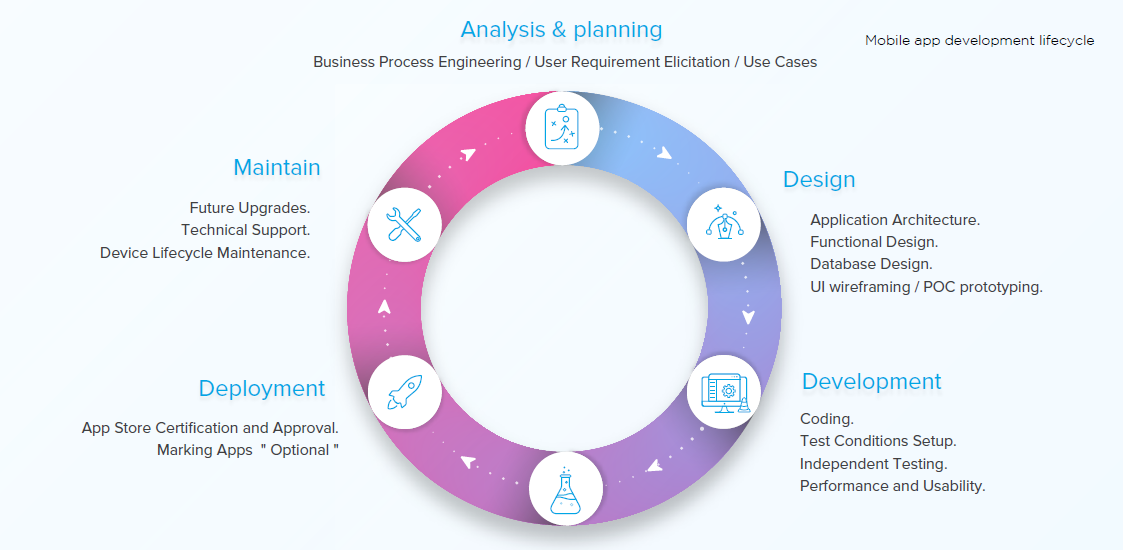 Analysis & planning
Mobile app development lifecycle
Business Process Engineering / User Requirement Elicitation / Use Cases
Maintain
Future Upgrades.
Technical Support.
Device Lifecycle Maintenance.
Design
Application Architecture.
Functional Design.
Database Design.
UI wireframing / POC prototyping.
Deployment
App Store Certification and Approval.
Marking Apps " Optional "
Development
Coding.
Test Conditions Setup.
Independent Testing.
Performance and Usability.